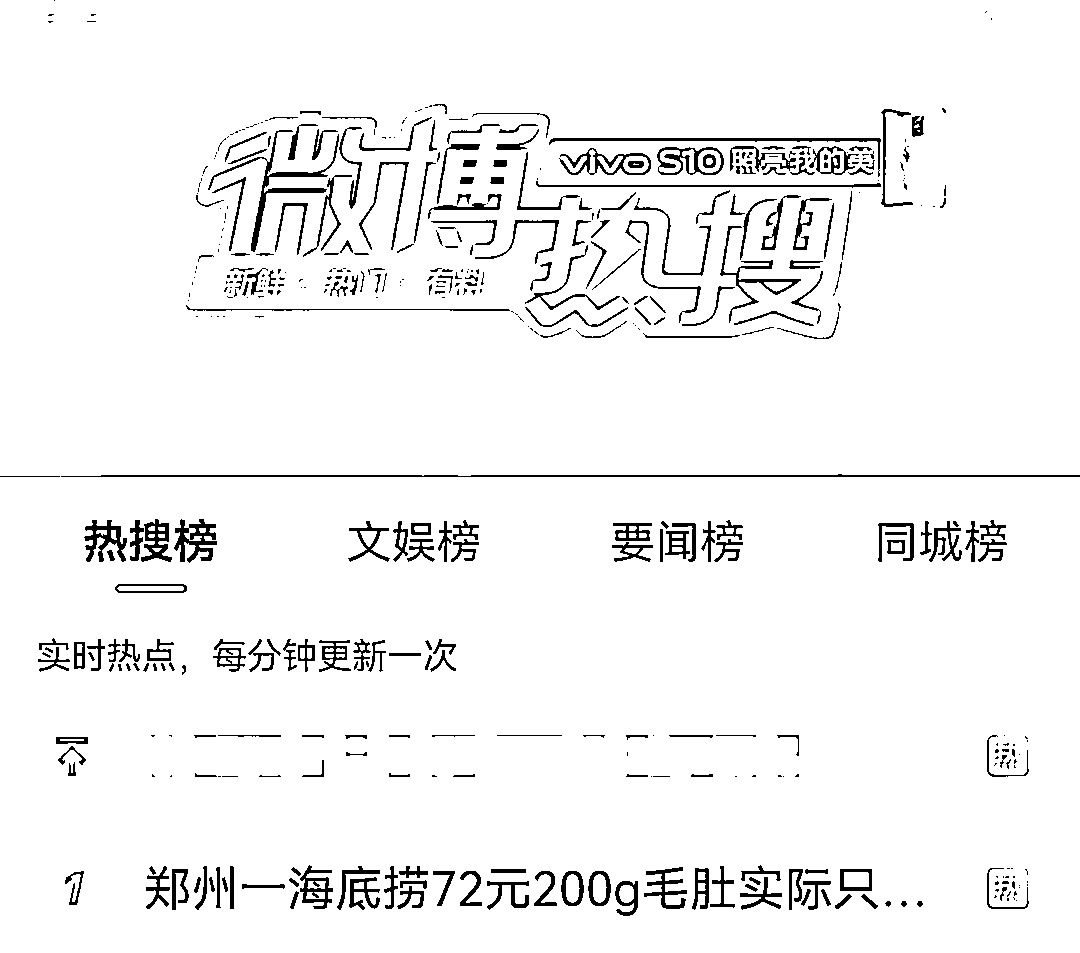 微博热搜
vivo S10 照亮我的美
新鲜·热门·有料
热搜榜 文娱榜 要闻榜 同城榜
实时热点，每分钟更新一次
热
1 郑州一海底捞72元200g毛肚实际只... 热